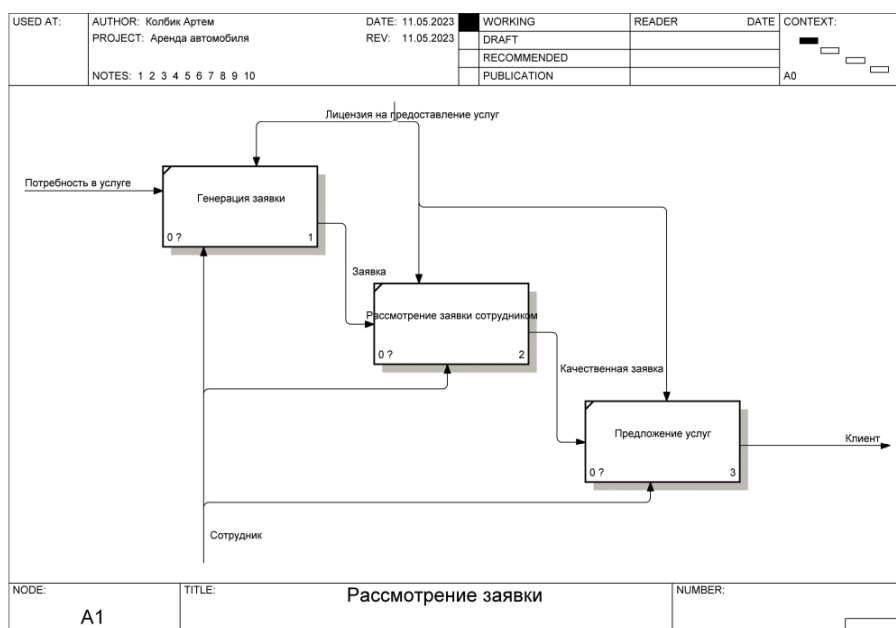 USED AT:
AUTHOR: Колбик Артем
DATE: 11.05.2023
WORKING
READER
DATE
CONTEXT:
PROJECT: Аренда автомобиля
REV: 11.05.2023
DRAFT
RECOMMENDED
NOTES: 1 2 3 4 5 6 7 8 9 10
PUBLICATION
A0
Лицензия на предоставление услуг
Потребность в услуге
Генерация заявки
0 ?
1
Заявка
Рассмотрение заявки сотрудником
0 ?
2
Качественная заявка
Предложение услуг
Клиент
0 ?
3
Сотрудник
NODE:
TITLE:
Рассмотрение заявки
NUMBER:
A1